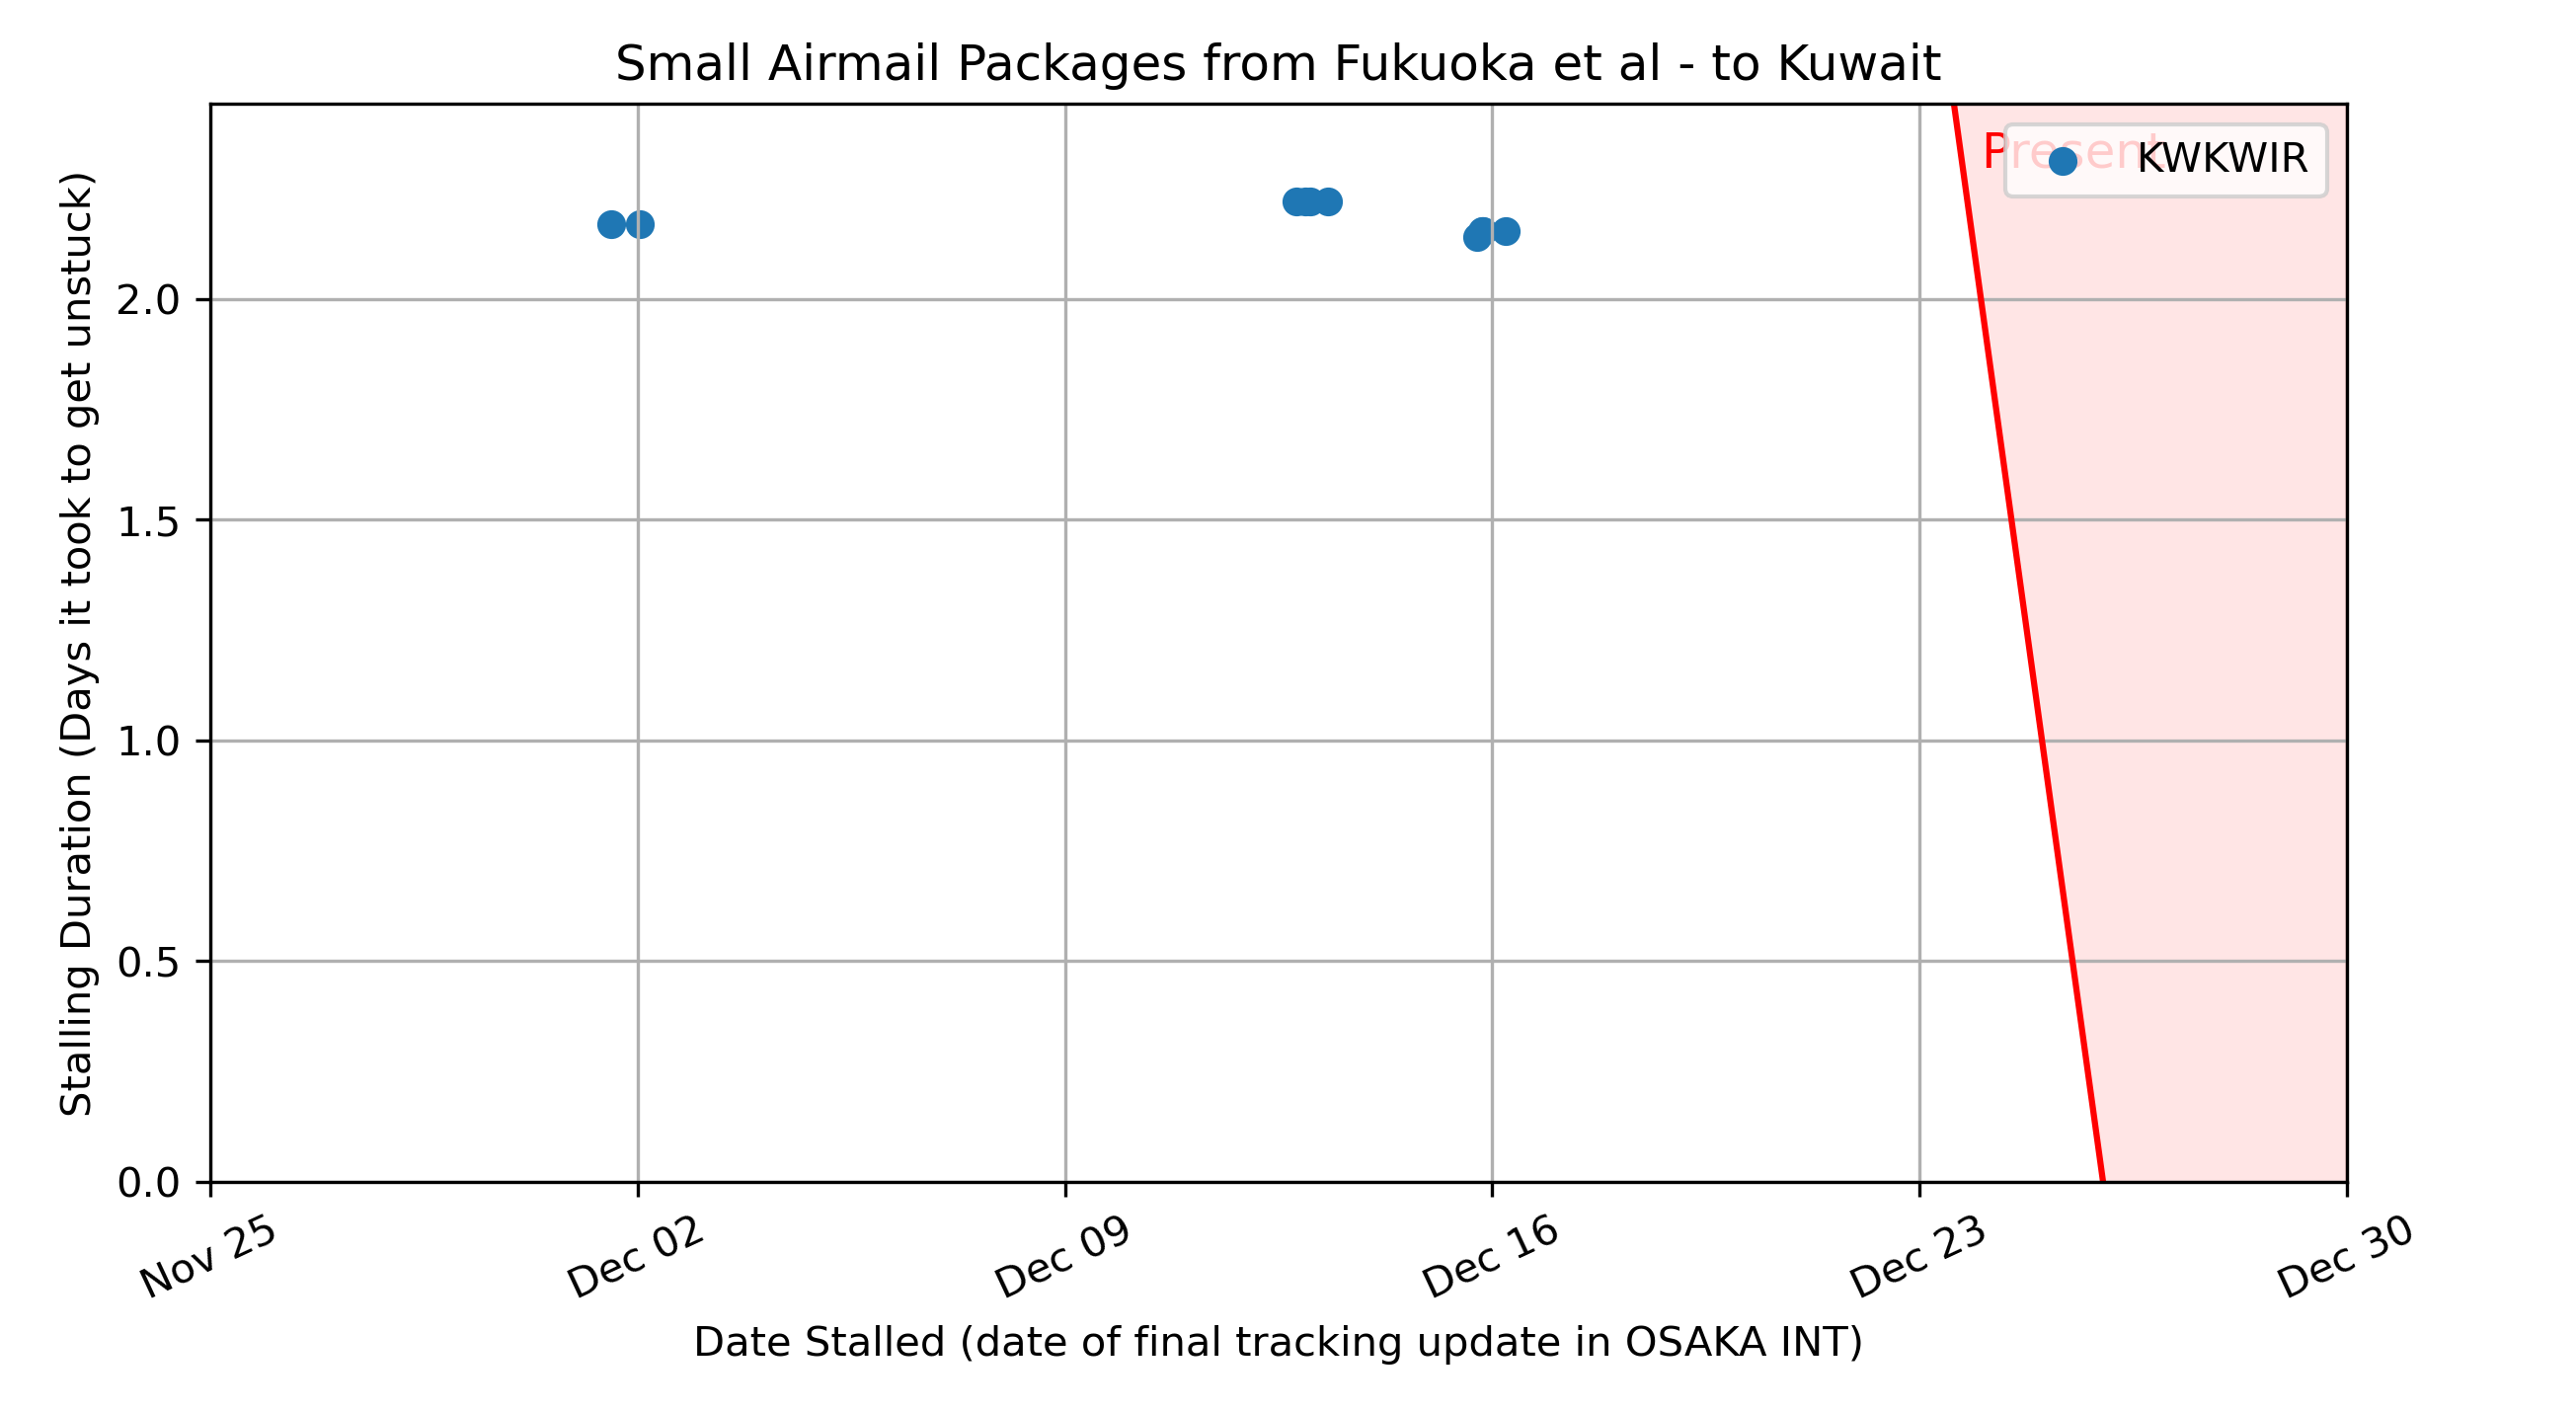 Small Airmail Packages from Fukuoka et al - to Kuwait
Present
KWKWIR
Stalling Duration (Days it took to get unstuck)
2.0
1.5
1.0
0.5
0.0
Nov 25
Dec 02
Dec 09
Dec 16
Dec 23
Dec 30
Date Stalled (date of final tracking update in OSAKA INT)